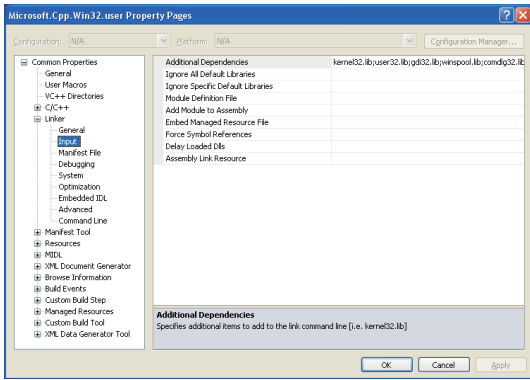 Microsoft.Cpp.Win32.user Property Pages
Configuration: N/A Platform: N/A Configuration Manager...
Common Properties
General
User Macros
VC++ Directories
C/C++
Linker
General
Input
Manifest File
Debugging
System
Optimization
Embedded IDL
Advanced
Command Line
Manifest Tool
Resources
MIDL
XML Document Generator
Browse Information
Build Events
Custom Build Step
Managed Resources
Custom Build Tool
XML Data Generator Tool
Additional Dependencies kernel32.lib;user32.lib;gdi32.lib;winspool.lib;comdlg32.lib
Ignore All Default Libraries
Ignore Specific Default Libraries
Module Definition File
Add Module to Assembly
Embed Managed Resource File
Force Symbol References
Delay Loaded Dlls
Assembly Link Resource
Additional Dependencies
Specifies additional items to add to the link command line [i.e. kernel32.lib]
OK Cancel Apply